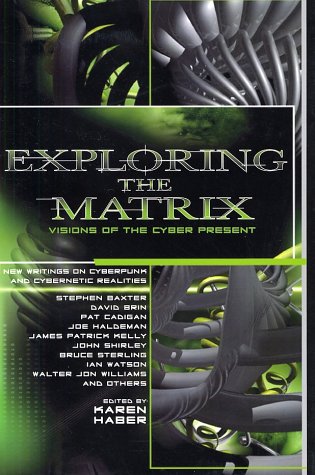 EXPLORING
THE
MATRIX
VISIONS OF THE CYBER PRESENT
NEW WRITINGS ON CYBERPUNK
AND CYBERNETIC REALITIES
STEPHEN BAXTER
DAVID BRIN
PAT CADIGAN
JOE HALDEMAN
JAMES PATRICK KELLY
JOHN SHIRLEY
BRUCE STERLING
IAN WATSON
WALTER JON WILLIAMS
AND OTHERS
EDITED BY
KAREN
HABER